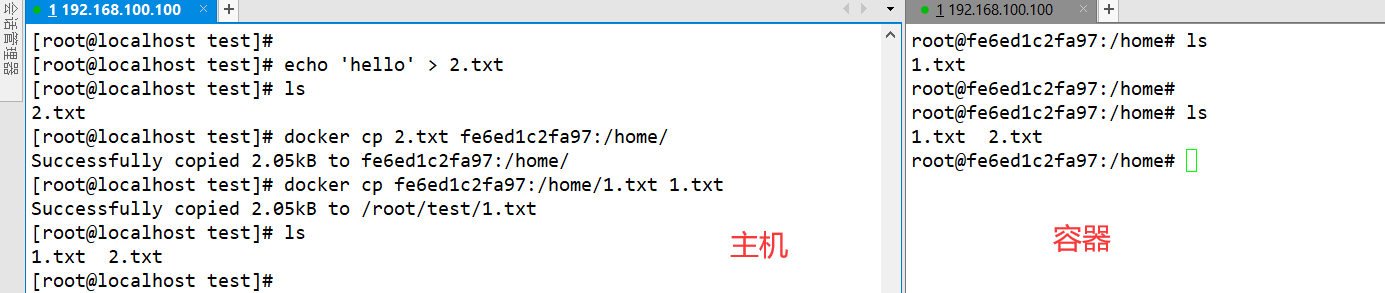 会话管理器
1 192.168.100.100
[root@localhost test]#
[root@localhost test]# echo 'hello' > 2.txt
[root@localhost test]# ls
2.txt
[root@localhost test]# docker cp 2.txt fe6ed1c2fa97:/home/
Successfully copied 2.05kB to fe6ed1c2fa97:/home/
[root@localhost test]# docker cp fe6ed1c2fa97:/home/1.txt 1.txt
Successfully copied 2.05kB to /root/test/1.txt
[root@localhost test]# ls
1.txt  2.txt
[root@localhost test]#
主机
1 192.168.100.100
root@fe6ed1c2fa97:/home# ls
1.txt
root@fe6ed1c2fa97:/home#
root@fe6ed1c2fa97:/home# ls
1.txt  2.txt
root@fe6ed1c2fa97:/home#
容器